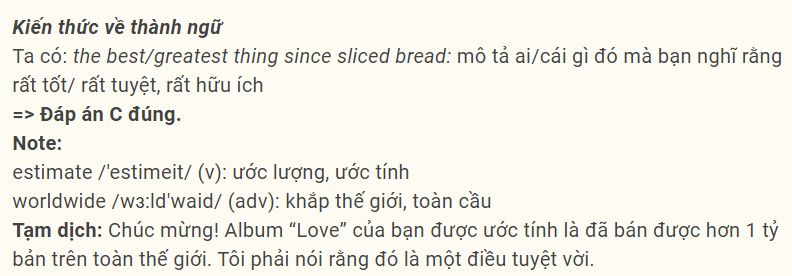 Kiến thức về thành ngữ
Ta có: the best/greatest thing since sliced bread: mô tả ai/cái gì đó mà bạn nghĩ rằng
rất tốt/ rất tuyệt, rất hữu ích
=> Đáp án C đúng.
Note:
estimate /'estimeit/ (v): ước lượng, ước tính
worldwide /wɜ:ld'waid/ (adv): khắp thế giới, toàn cầu
Tạm dịch: Chúc mừng! Album “Love” của bạn được ước tính là đã bán được hơn 1 tỷ
bản trên toàn thế giới. Tôi phải nói rằng đó là một điều tuyệt vời.